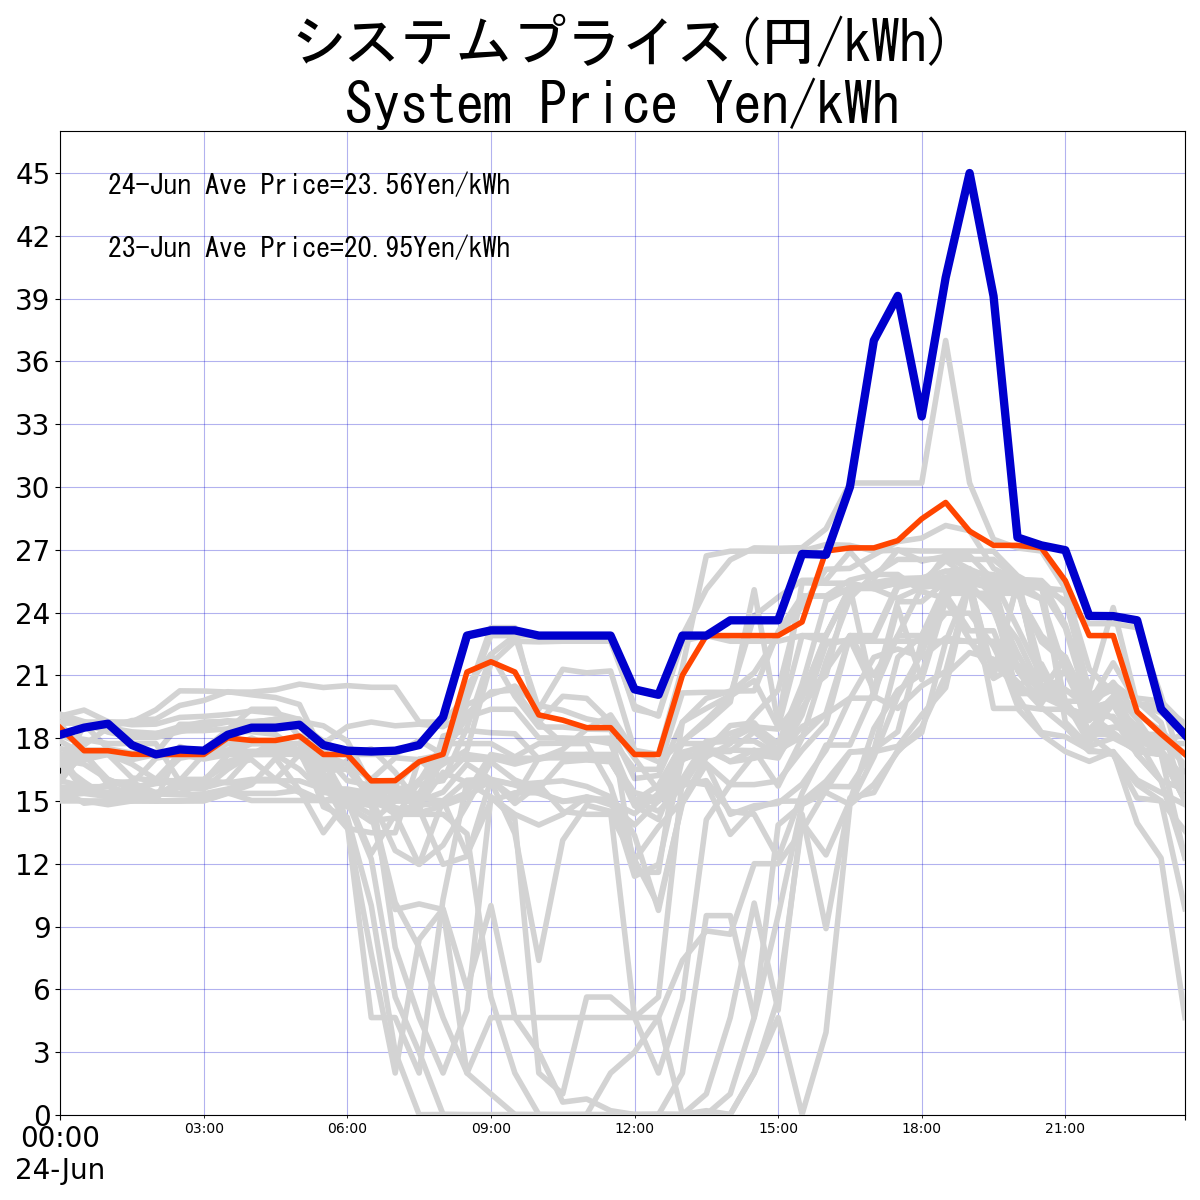 システムプライス(円/kWh)
System Price Yen/kWh
24-Jun Ave Price=23.56Yen/kWh
23-Jun Ave Price=20.95Yen/kWh
45
42
39
36
33
30
27
24
21
18
15
12
9
6
3
0
00:00 03:00 06:00 09:00 12:00 15:00 18:00 21:00
24-Jun